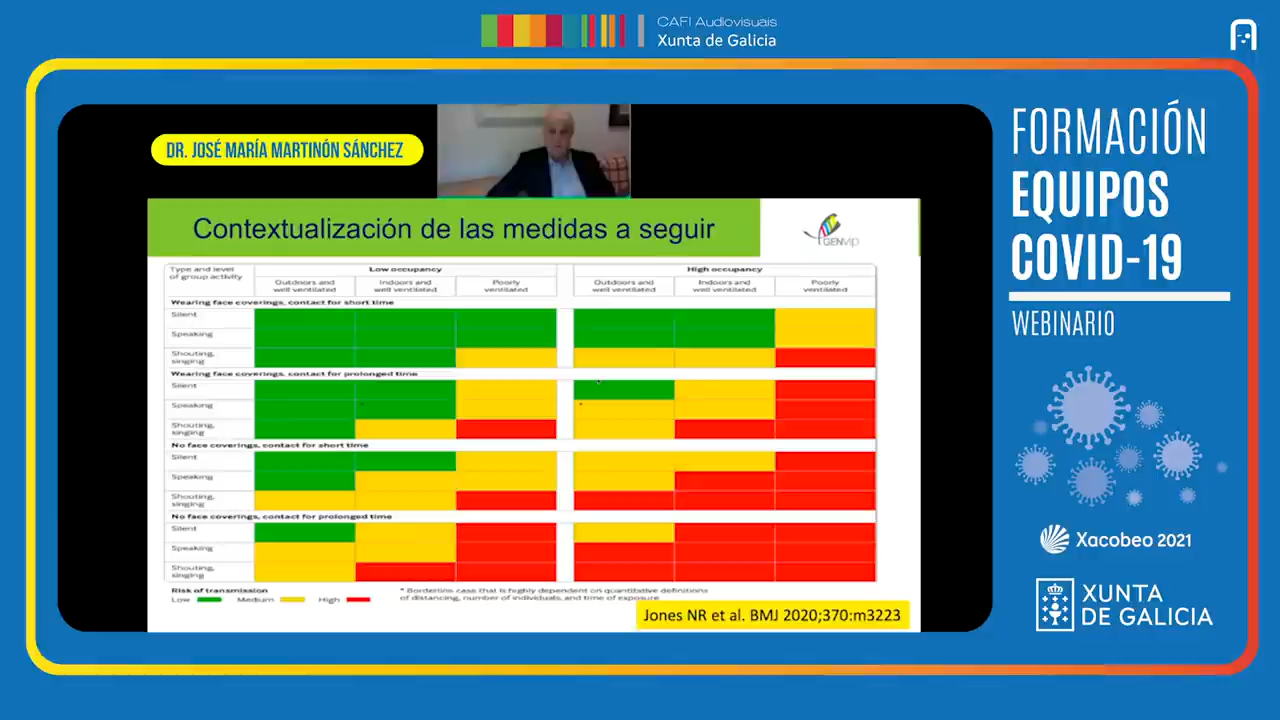 CAFI Audiovisuais
Xunta de Galicia
DR. JOSÉ MARÍA MARTINÓN SÁNCHEZ
Contextualización de las medidas a seguir
GENVIP
Type and level
of group activity
Low occupancy
High occupancy
Outdoors and
well ventilated
Indoors and
well ventilated
Poorly
ventilated
Outdoors and
well ventilated
Indoors and
well ventilated
Poorly
ventilated
Wearing face coverings, contact for short time
Silent
Speaking
Shouting,
singing
Wearing face coverings, contact for prolonged time
Silent
Speaking
*
Shouting,
singing
No face coverings, contact for short time
Silent
Speaking
Shouting,
singing
No face coverings, contact for prolonged time
Silent
Speaking
Shouting,
singing
Risk of transmission
Low Medium High
* Borderline case that is highly dependent on quantitative definitions
of distancing, number of individuals, and time of exposure
Jones NR et al. BMJ 2020;370:m3223
FORMACIÓN
EQUIPOS
COVID-19
WEBINARIO
Xacobeo 2021
XUNTA
DE GALICIA